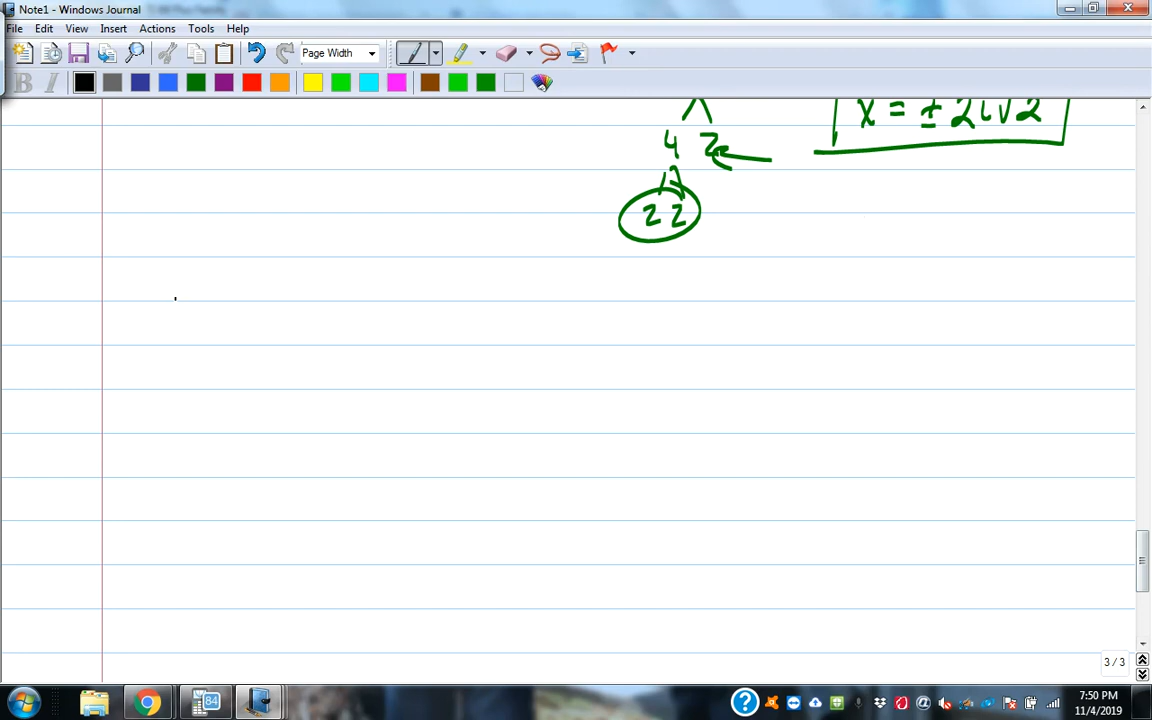 Note1 - Windows Journal
File Edit View Insert Actions Tools Help
Page Width
B I
x = ± 2i√2
4 2
2 2
3 / 3
84
7:50 PM
11/4/2019